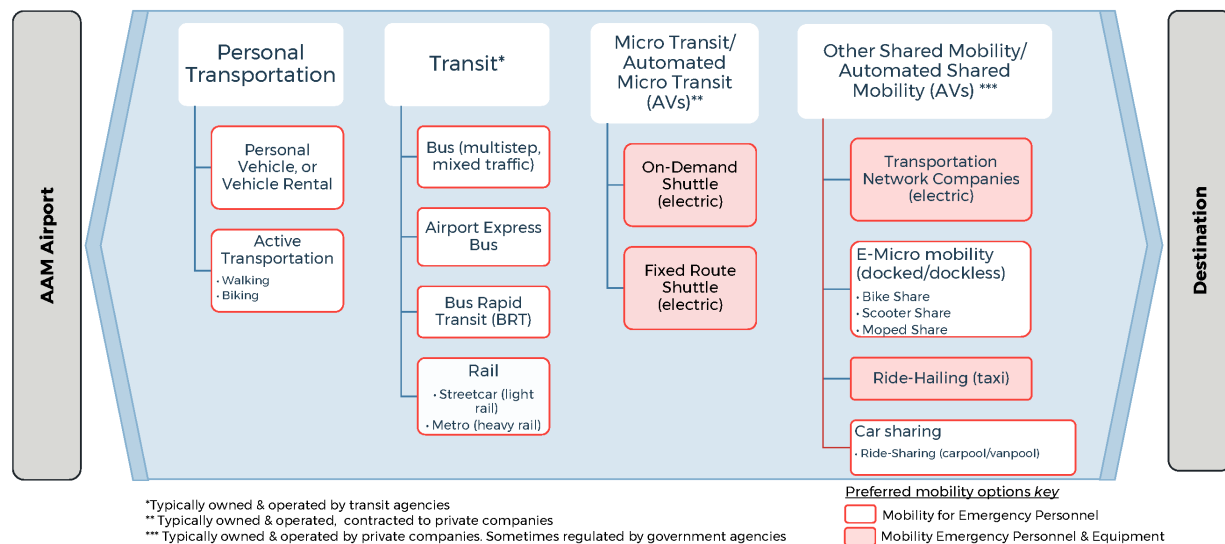 AAM Airport
Personal
Transportation
Personal
Vehicle, or
Vehicle Rental
Active
Transportation
• Walking
• Biking
Transit*
Bus (multistep,
mixed traffic)
Airport Express
Bus
Bus Rapid
Transit (BRT)
Rail
• Streetcar (light
rail)
• Metro (heavy rail)
Micro Transit/
Automated
Micro Transit
(AVs)**
On-Demand
Shuttle
(electric)
Fixed Route
Shuttle
(electric)
Other Shared Mobility/
Automated Shared
Mobility (AVs) ***
Transportation
Network Companies
(electric)
E-Micro mobility
(docked/dockless)
• Bike Share
• Scooter Share
• Moped Share
Ride-Hailing (taxi)
Car sharing
• Ride-Sharing (carpool/vanpool)
Destination
*Typically owned & operated by transit agencies
** Typically owned & operated, contracted to private companies
*** Typically owned & operated by private companies. Sometimes regulated by government agencies
Preferred mobility options key
Mobility for Emergency Personnel
Mobility Emergency Personnel & Equipment